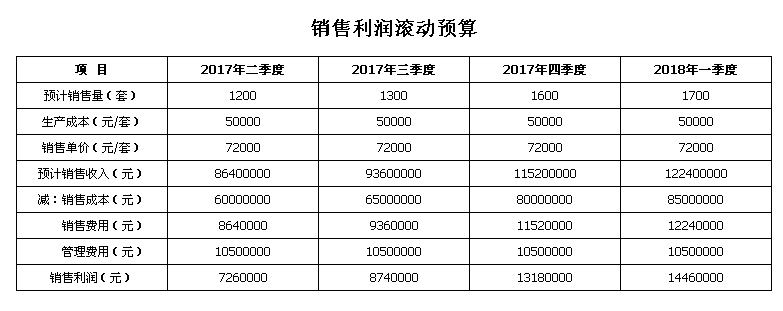 销售利润滚动预算
项 目 2017年二季度 2017年三季度 2017年四季度 2018年一季度
预计销售量（套） 1200 1300 1600 1700
生产成本（元/套） 50000 50000 50000 50000
销售单价（元/套） 72000 72000 72000 72000
预计销售收入（元） 86400000 93600000 115200000 122400000
减：销售成本（元） 60000000 65000000 80000000 85000000
销售费用（元） 8640000 9360000 11520000 12240000
管理费用（元） 10500000 10500000 10500000 10500000
销售利润（元） 7260000 8740000 13180000 14460000